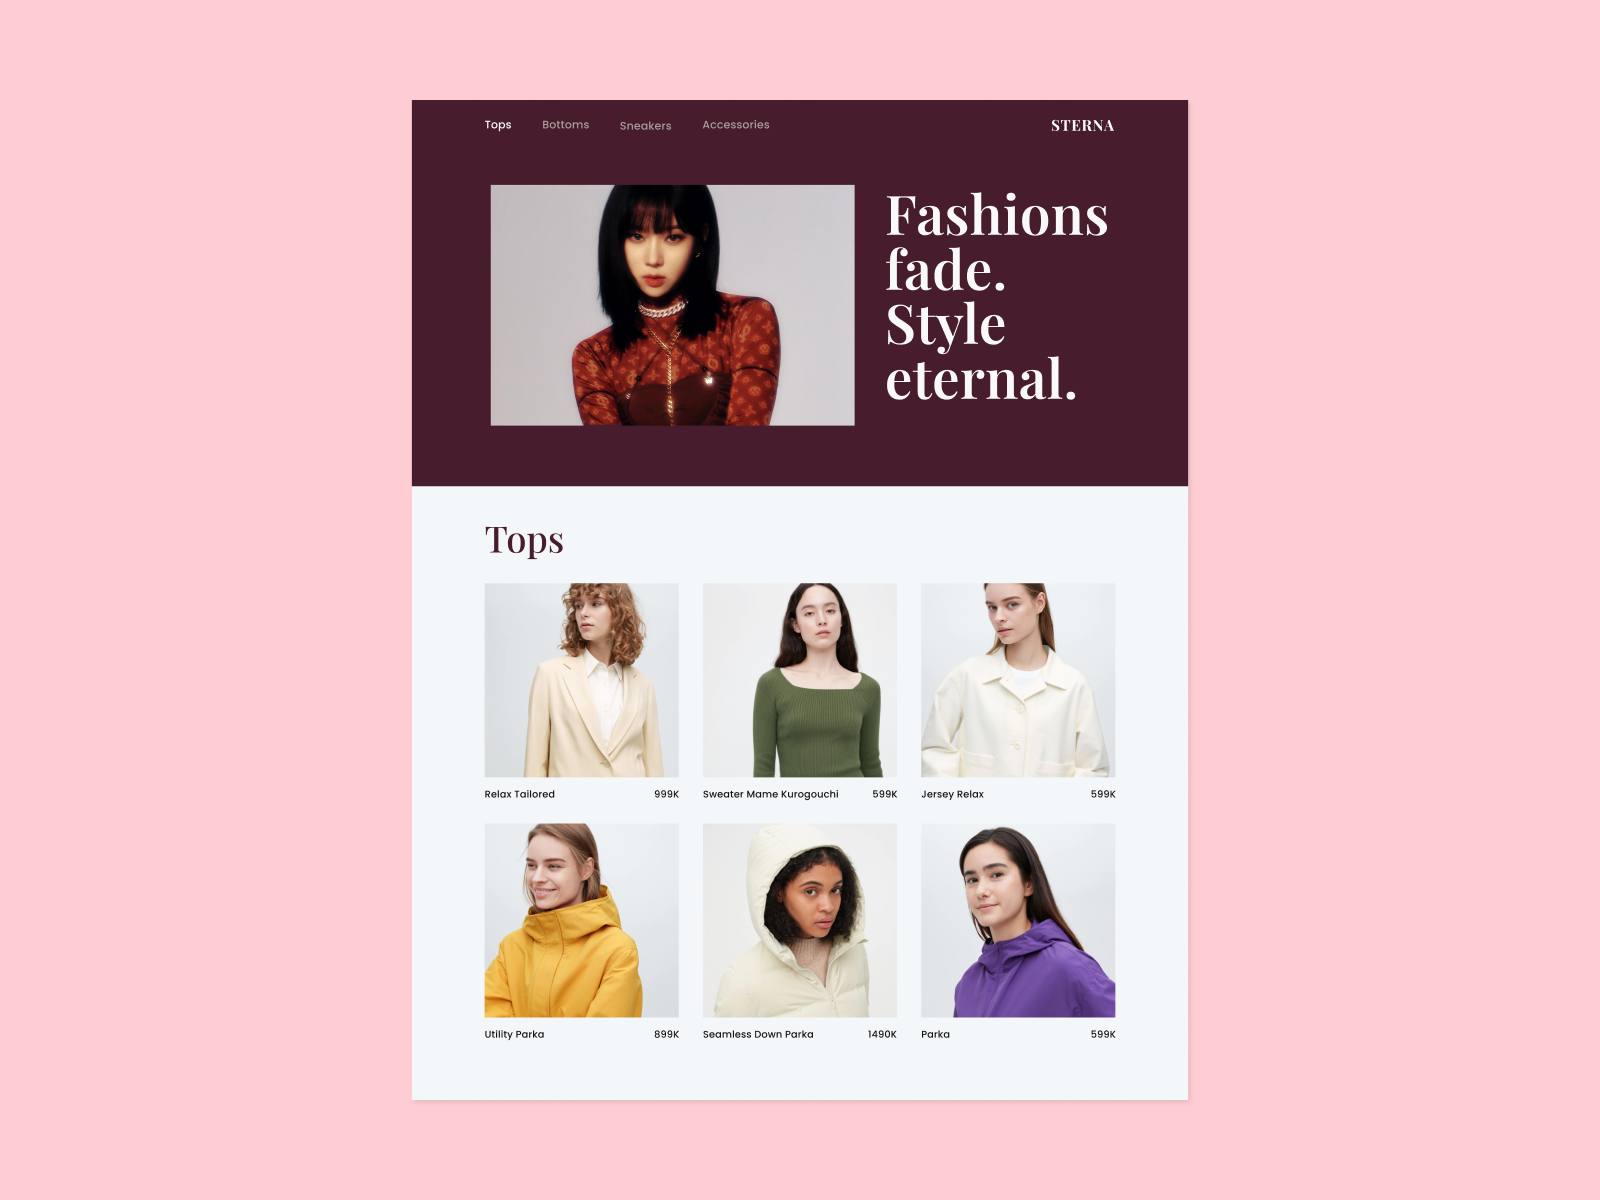 Tops Bottoms Sneakers Accessories STERNA
Fashions
fade.
Style
eternal.
Tops
Relax Tailored 999K
Sweater Mame Kurogouchi 599K
Jersey Relax 599K
Utility Parka 899K
Seamless Down Parka 1490K
Parka 599K